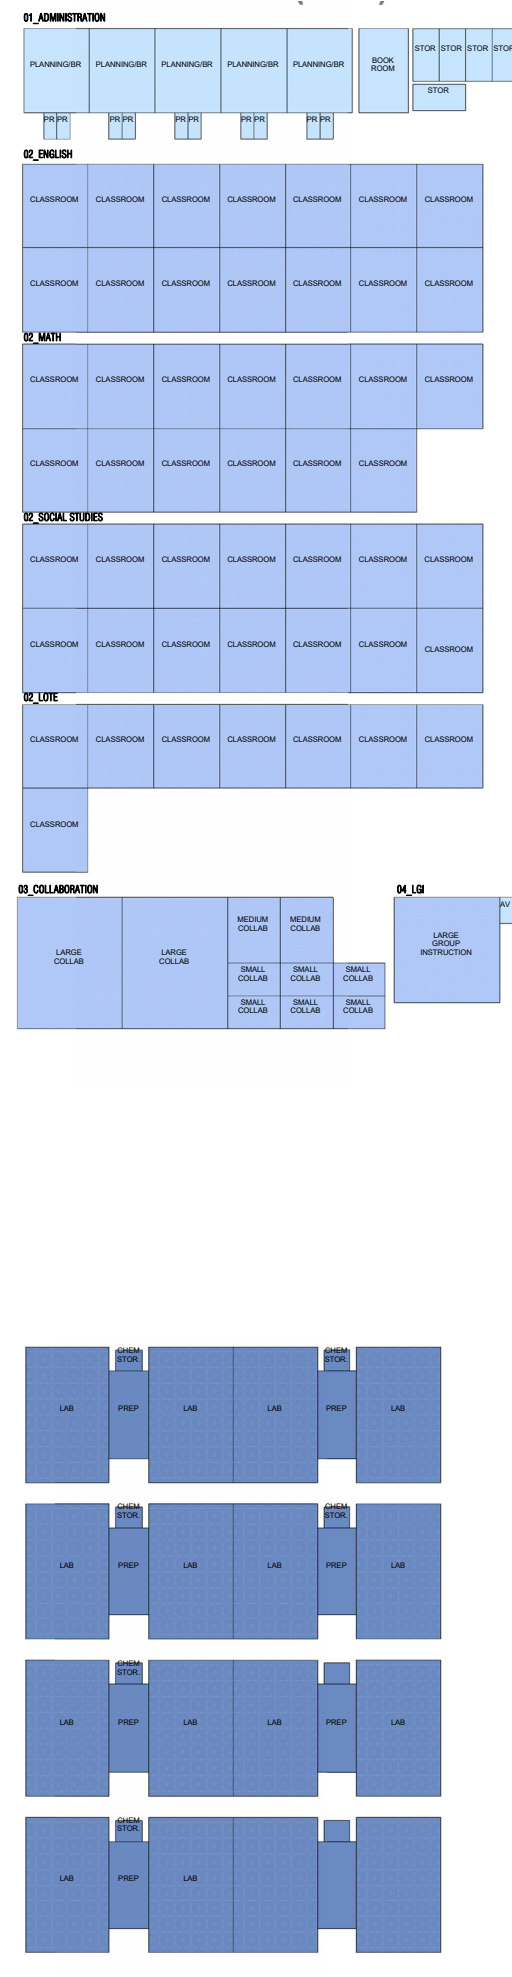 01_ADMINISTRATION
PLANNING/BR PLANNING/BR PLANNING/BR PLANNING/BR PLANNING/BR
BOOK
ROOM
STOR STOR STOR STOR
STOR
PR PR PR PR PR PR PR PR PR PR
02_ENGLISH
CLASSROOM CLASSROOM CLASSROOM CLASSROOM CLASSROOM CLASSROOM CLASSROOM
CLASSROOM CLASSROOM CLASSROOM CLASSROOM CLASSROOM CLASSROOM CLASSROOM
02_MATH
CLASSROOM CLASSROOM CLASSROOM CLASSROOM CLASSROOM CLASSROOM CLASSROOM
CLASSROOM CLASSROOM CLASSROOM CLASSROOM CLASSROOM CLASSROOM
02_SOCIAL STUDIES
CLASSROOM CLASSROOM CLASSROOM CLASSROOM CLASSROOM CLASSROOM CLASSROOM
CLASSROOM CLASSROOM CLASSROOM CLASSROOM CLASSROOM CLASSROOM CLASSROOM
02_LOTE
CLASSROOM CLASSROOM CLASSROOM CLASSROOM CLASSROOM CLASSROOM CLASSROOM
CLASSROOM
03_COLLABORATION
LARGE
COLLAB
LARGE
COLLAB
MEDIUM
COLLAB
MEDIUM
COLLAB
SMALL
COLLAB
SMALL
COLLAB
SMALL
COLLAB
SMALL
COLLAB
SMALL
COLLAB
SMALL
COLLAB
04_LGI
LARGE
GROUP
INSTRUCTION
AV
CHEM
STOR.
CHEM
STOR.
LAB PREP LAB LAB PREP LAB
CHEM
STOR.
CHEM
STOR.
LAB PREP LAB LAB PREP LAB
CHEM
STOR.
LAB PREP LAB LAB PREP LAB
CHEM
STOR.
LAB PREP LAB